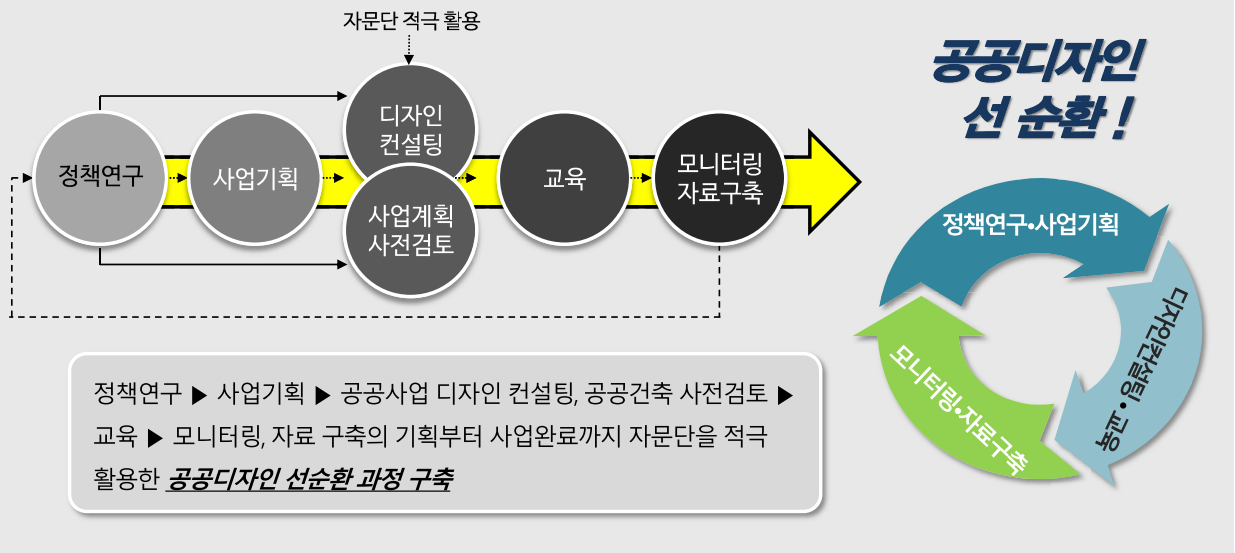 자문단 적극 활용
정책연구
사업기획
디자인
컨설팅
사업계획
사전검토
교육
모니터링
자료구축
공공디자인
선 순환 !
정책연구•사업기획
디자인컨설팅 • 교육
모니터링•자료구축
정책연구 ▶ 사업기획 ▶ 공공사업 디자인 컨설팅, 공공건축 사전검토 ▶
교육 ▶ 모니터링, 자료 구축의 기획부터 사업완료까지 자문단을 적극
활용한 공공디자인 선순환 과정 구축